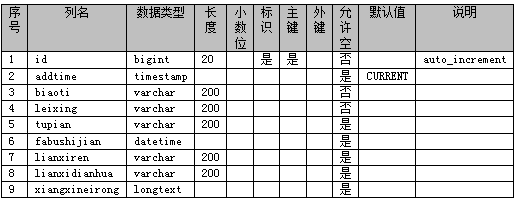 序号 列名 数据类型 长度 小数位 标识 主键 外键 允许空 默认值 说明
1 id bigint 20 是 是 否 auto_increment
2 addtime timestamp 是 CURRENT
3 biaoti varchar 200 否
4 leixing varchar 200 否
5 tupian varchar 200 是
6 fabushijian datetime 是
7 lianxiren varchar 200 是
8 lianxidianhua varchar 200 是
9 xiangxineirong longtext 是